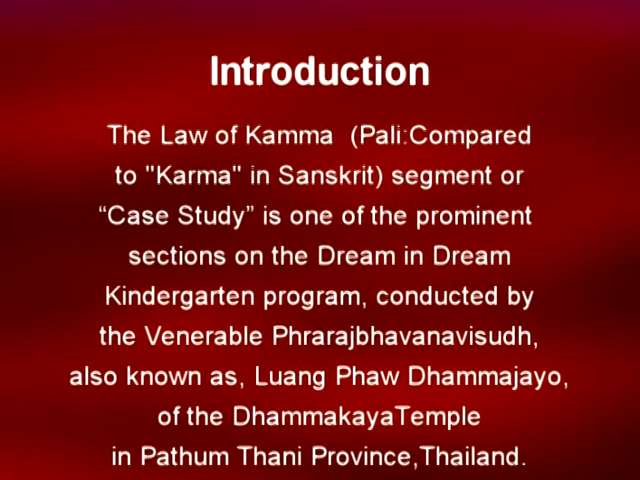 Introduction
The Law of Kamma  (Pali:Compared
to "Karma" in Sanskrit) segment or
“Case Study” is one of the prominent
sections on the Dream in Dream
Kindergarten program, conducted by
the Venerable Phrarajbhavanavisudh,
also known as, Luang Phaw Dhammajayo,
of the DhammakayaTemple
in Pathum Thani Province,Thailand.